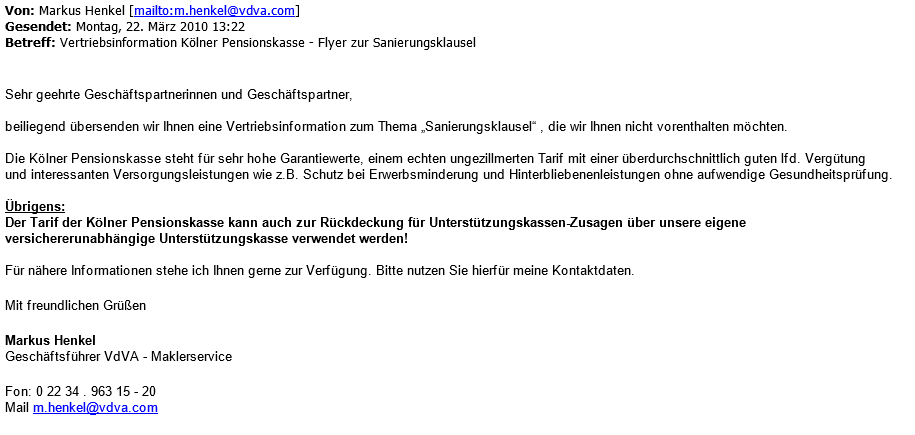 Von: Markus Henkel [mailto:m.henkel@vdva.com]
Gesendet: Montag, 22. März 2010 13:22
Betreff: Vertriebsinformation Kölner Pensionskasse - Flyer zur Sanierungsklausel
Sehr geehrte Geschäftspartnerinnen und Geschäftspartner,
beiliegend übersenden wir Ihnen eine Vertriebsinformation zum Thema „Sanierungsklausel“ , die wir Ihnen nicht vorenthalten möchten.
Die Kölner Pensionskasse steht für sehr hohe Garantiewerte, einem echten ungezillmerten Tarif mit einer überdurchschnittlich guten lfd. Vergütung
und interessanten Versorgungsleistungen wie z.B. Schutz bei Erwerbsminderung und Hinterbliebenenleistungen ohne aufwendige Gesundheitsprüfung.
Übrigens:
Der Tarif der Kölner Pensionskasse kann auch zur Rückdeckung für Unterstützungskassen-Zusagen über unsere eigene
versichererunabhängige Unterstützungskasse verwendet werden!
Für nähere Informationen stehe ich Ihnen gerne zur Verfügung. Bitte nutzen Sie hierfür meine Kontaktdaten.
Mit freundlichen Grüßen
Markus Henkel
Geschäftsführer VdVA - Maklerservice
Fon: 0 22 34 . 963 15 - 20
Mail m.henkel@vdva.com